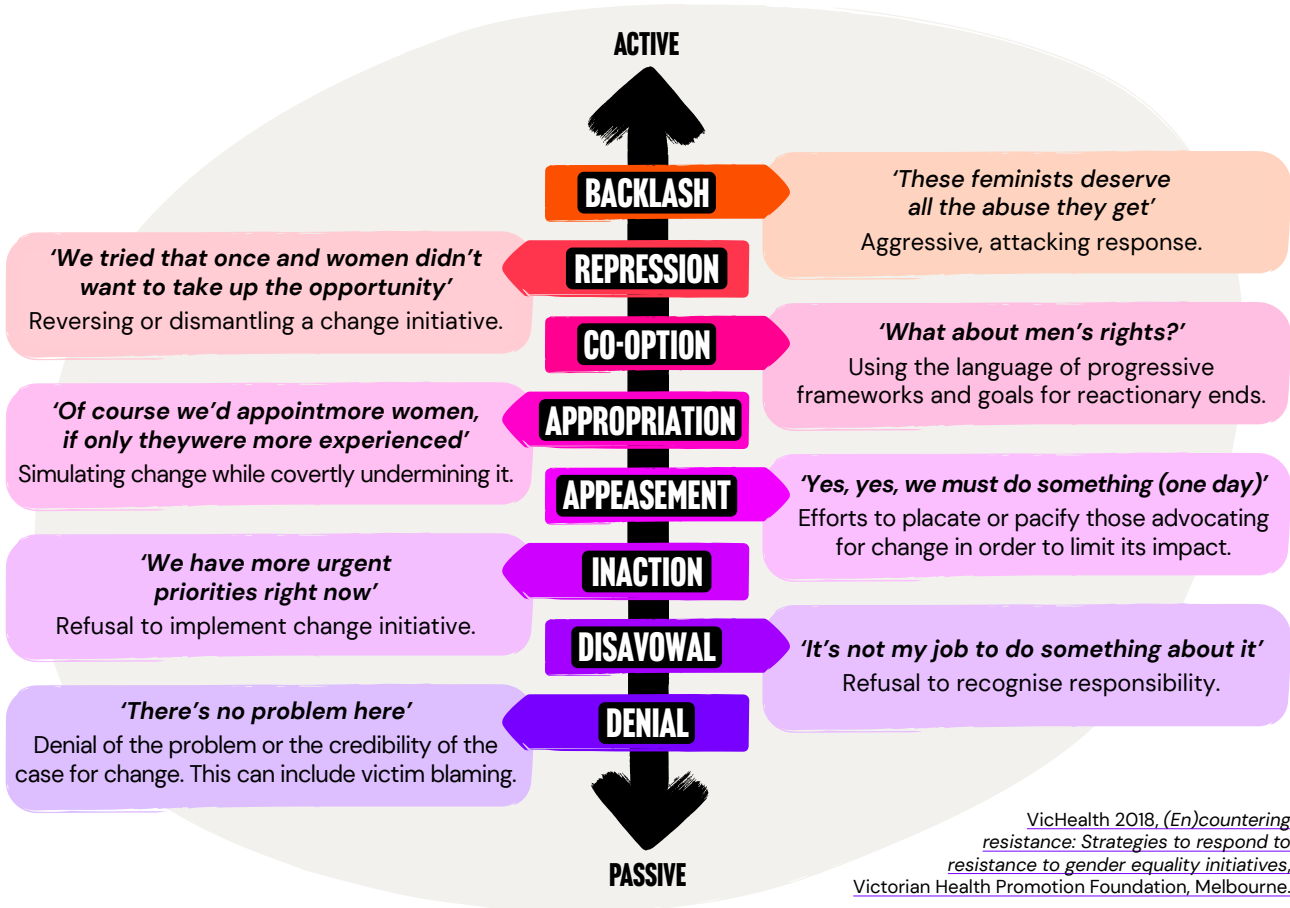 ACTIVE
BACKLASH
‘These feminists deserve
all the abuse they get’
Aggressive, attacking response.
REPRESSION
‘We tried that once and women didn’t
want to take up the opportunity’
Reversing or dismantling a change initiative.
CO-OPTION
‘What about men’s rights?’
Using the language of progressive
frameworks and goals for reactionary ends.
APPROPRIATION
‘Of course we’d appointmore women,
if only theywere more experienced’
Simulating change while covertly undermining it.
APPEASEMENT
‘Yes, yes, we must do something (one day)’
Efforts to placate or pacify those advocating
for change in order to limit its impact.
INACTION
‘We have more urgent
priorities right now’
Refusal to implement change initiative.
DISAVOWAL
‘It’s not my job to do something about it’
Refusal to recognise responsibility.
DENIAL
‘There’s no problem here’
Denial of the problem or the credibility of the
case for change. This can include victim blaming.
PASSIVE
VicHealth 2018, (En)countering
resistance: Strategies to respond to
resistance to gender equality initiatives,
Victorian Health Promotion Foundation, Melbourne.